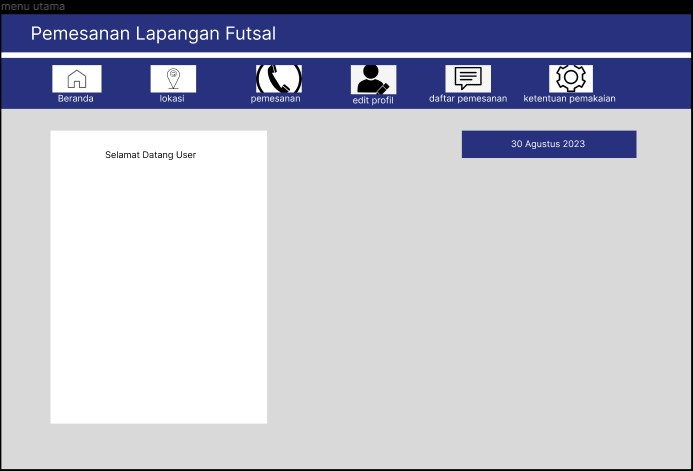 menu utama
Pemesanan Lapangan Futsal
Beranda
lokasi
pemesanan
edit profil
daftar pemesanan
ketentuan pemakaian
Selamat Datang User
30 Agustus 2023